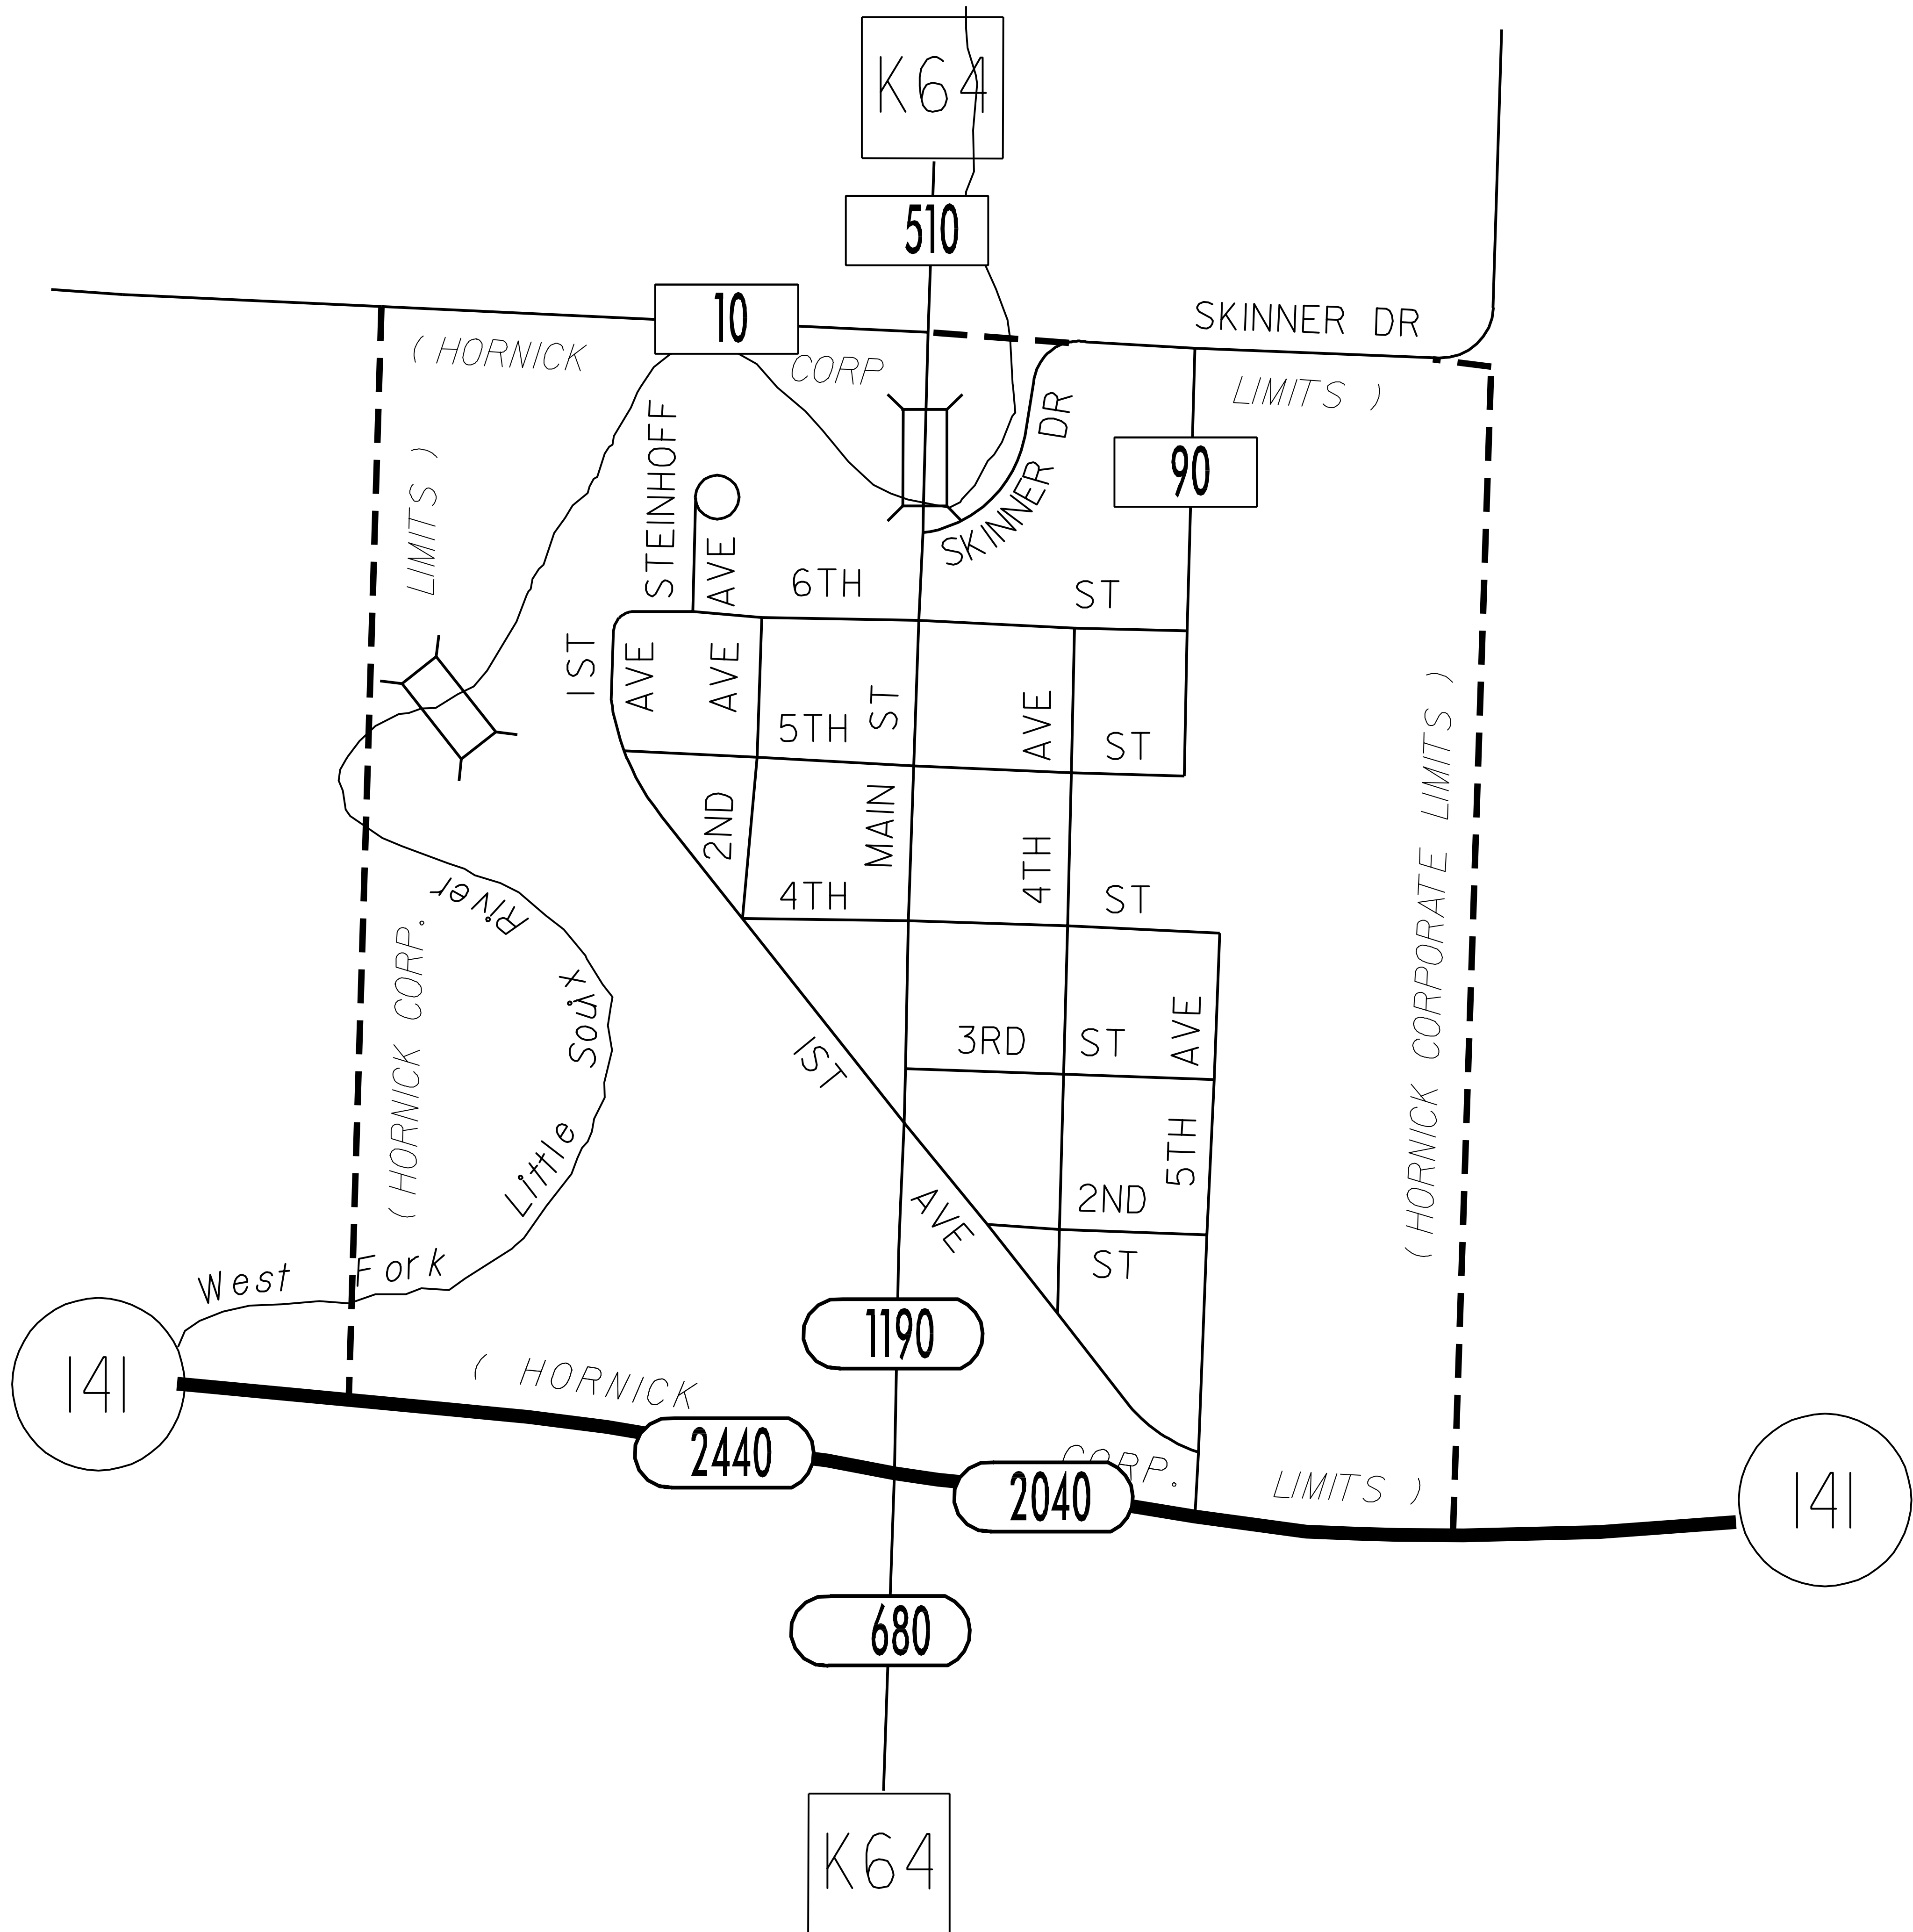 K64
510
10
SKINNER DR
( HORNICK
CORP
LIMITS )
90
SKINNER DR
STEINHOFF
AVE
LIMITS )
6TH
ST
1ST
AVE
AVE
2ND
5TH
ST
MAIN
ST
AVE
4TH
4TH
ST
( HORNICK CORP.
( HORNICK CORPORATE LIMITS )
River
Soux
Little
Fork
West
3RD
ST
AVE
5TH
1ST
AVE
2ND
ST
1190
141
( HORNICK
2440
CORP.
2040
LIMITS )
141
680
K64